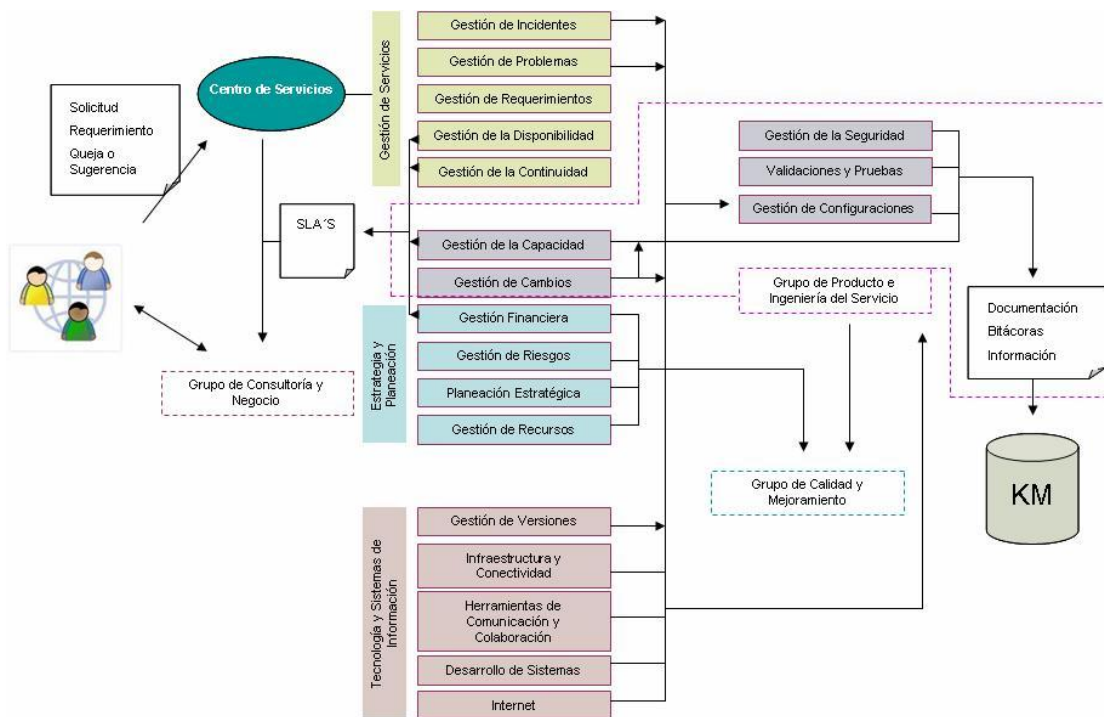 Solicitud
Requerimiento
Queja o
Sugerencia
Centro de Servicios
Gestión de Servicios
Gestión de Incidentes
Gestión de Problemas
Gestión de Requerimientos
Gestión de la Disponibilidad
Gestión de la Continuidad
SLA´S
Gestión de la Capacidad
Gestión de Cambios
Gestión de la Seguridad
Validaciones y Pruebas
Gestión de Configuraciones
Grupo de Producto e
Ingeniería del Servicio
Documentación
Bitácoras
Información
KM
Grupo de Consultoría y
Negocio
Estrategia y
Planeación
Gestión Financiera
Gestión de Riesgos
Planeación Estratégica
Gestión de Recursos
Grupo de Calidad y
Mejoramiento
Tecnología y Sistemas de
Información
Gestión de Versiones
Infraestructura y
Conectividad
Herramientas de
Comunicación y
Colaboración
Desarrollo de Sistemas
Internet